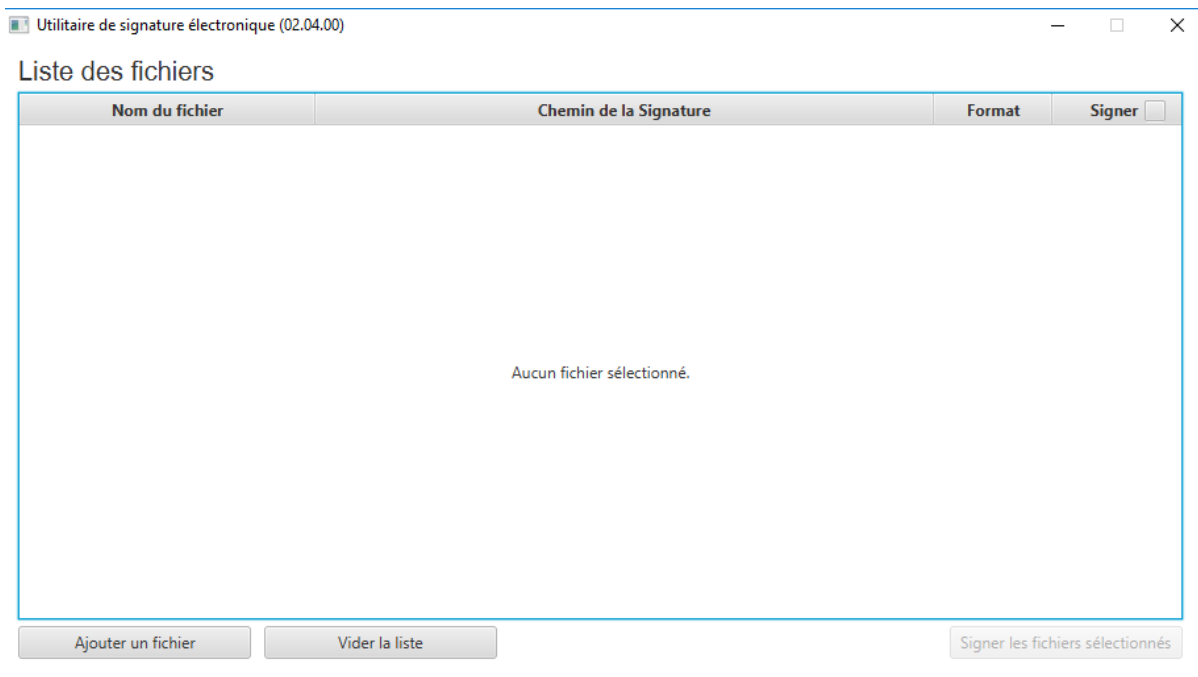 Utilitaire de signature électronique (02.04.00)
Liste des fichiers
Nom du fichier Chemin de la Signature Format Signer
Aucun fichier sélectionné.
Ajouter un fichier Vider la liste Signer les fichiers sélectionnés